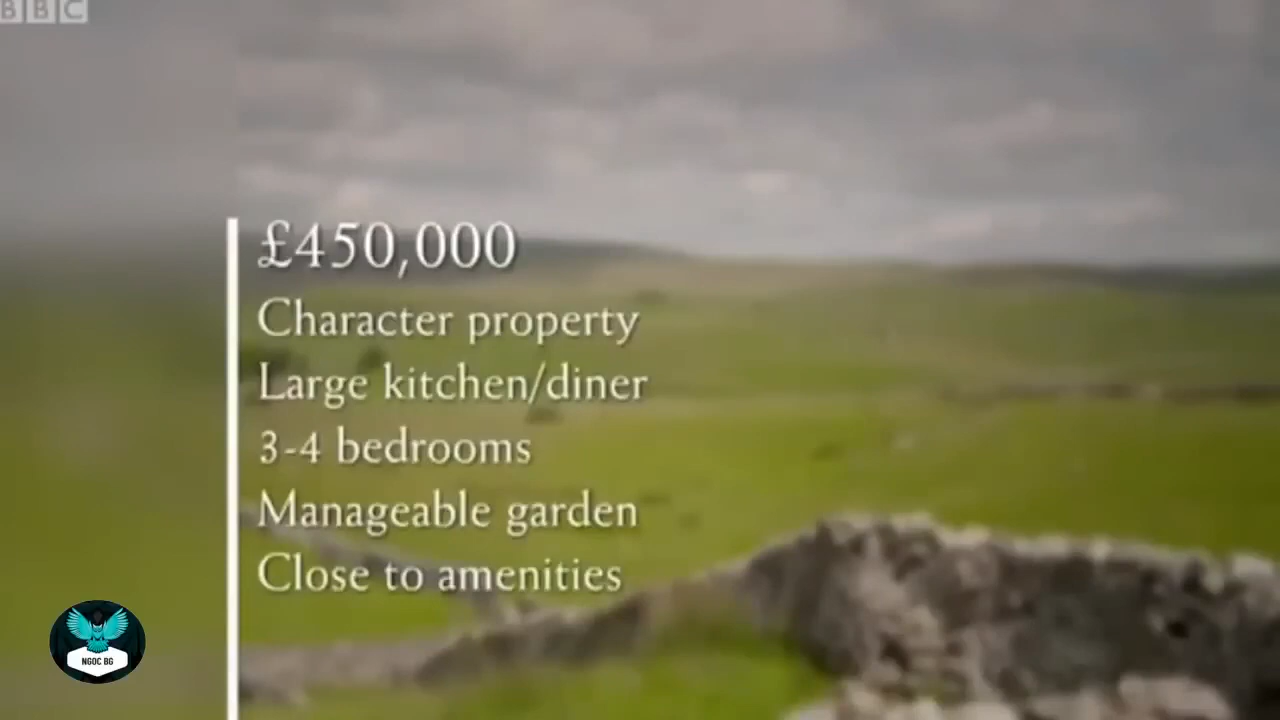 BBC
£450,000
Character property
Large kitchen/diner
3-4 bedrooms
Manageable garden
Close to amenities
NGOC BG